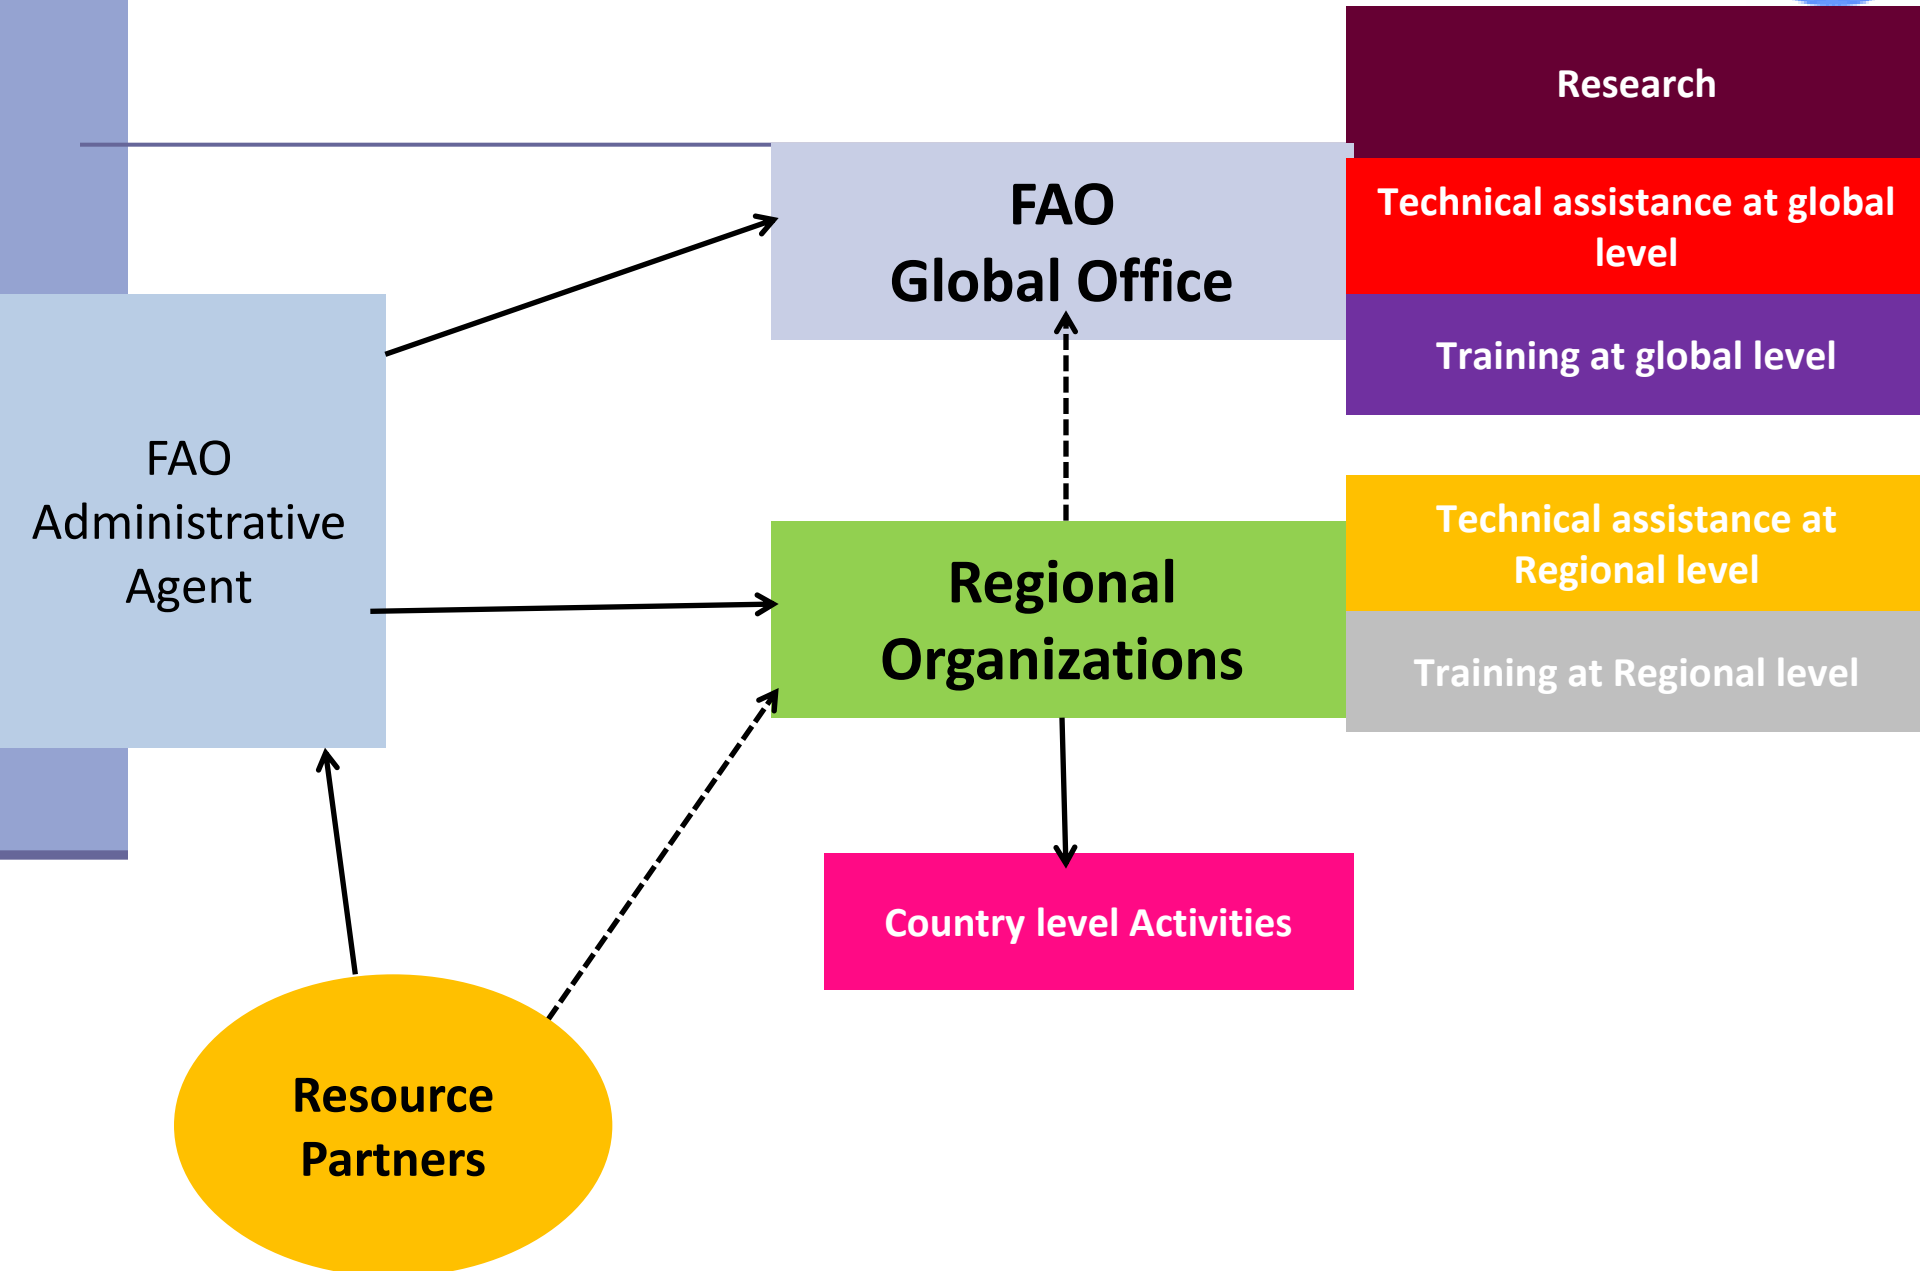 Research
FAO
Global Office
Technical assistance at global
level
Training at global level
FAO
Administrative
Agent
Regional
Organizations
Technical assistance at
Regional level
Training at Regional level
Country level Activities
Resource
Partners